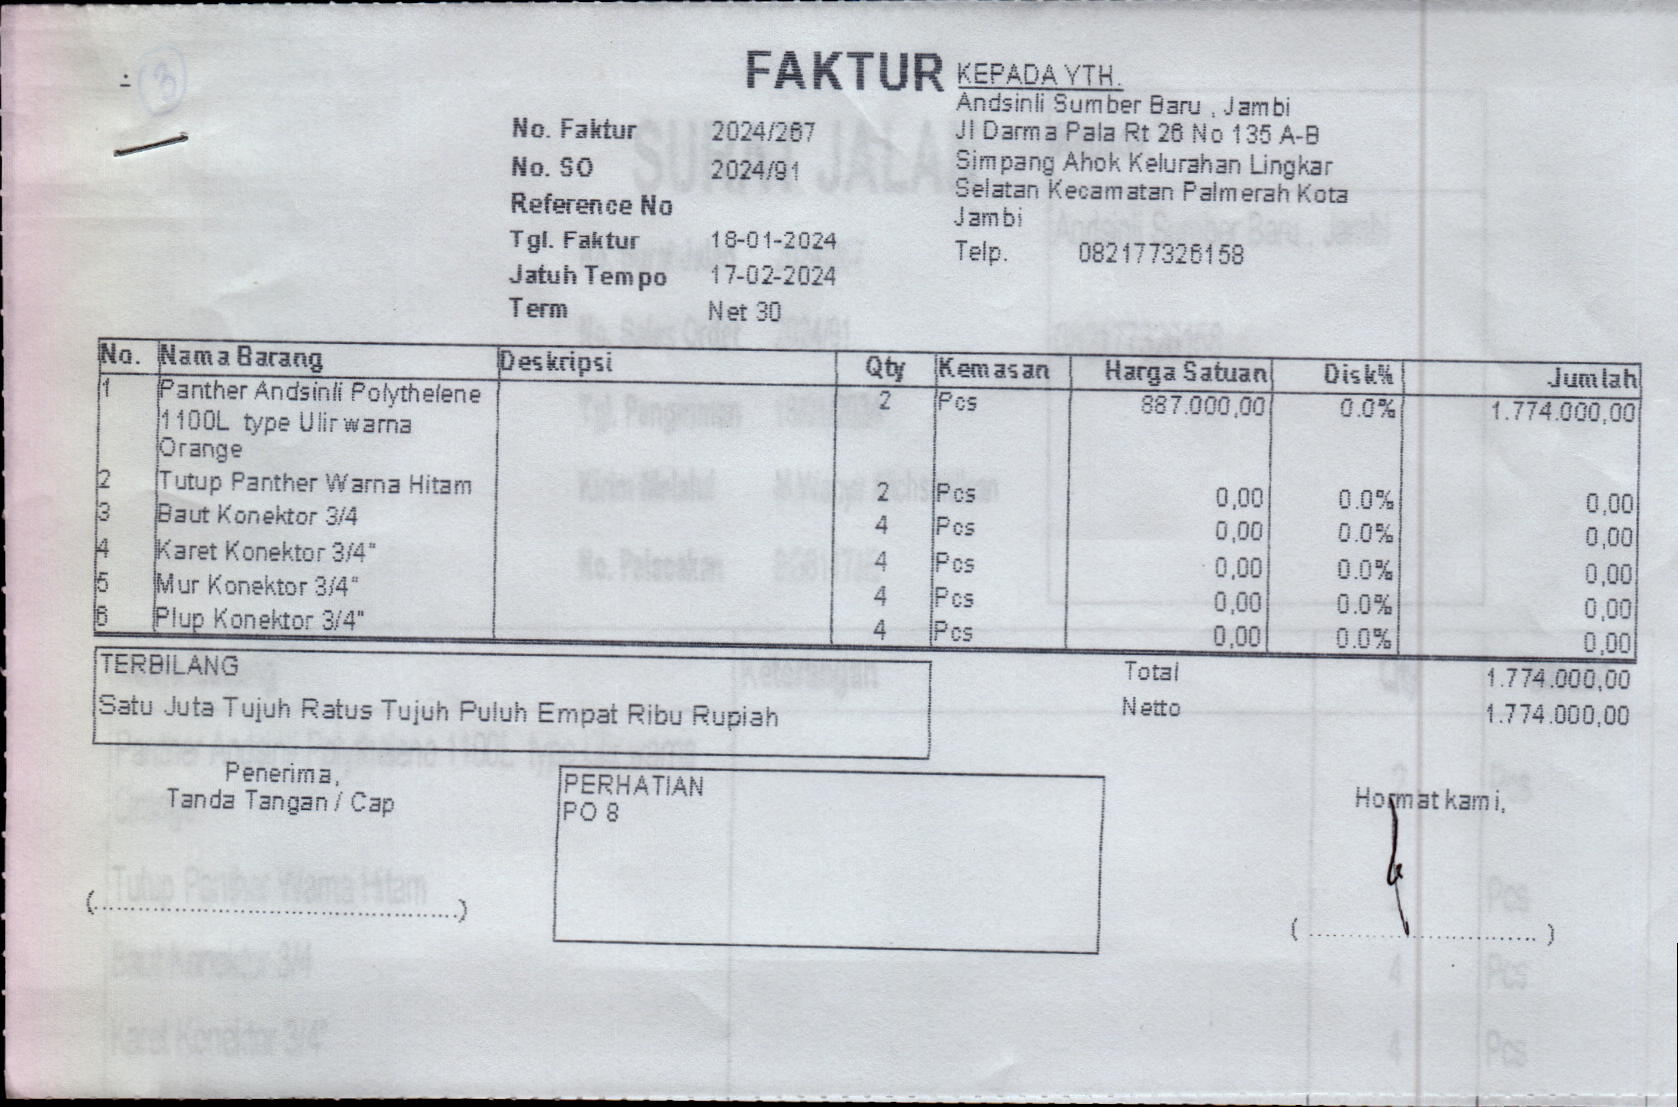 3
FAKTUR
KEPADA YTH.
Andsinli Sumber Baru , Jambi
Jl Darma Pala Rt 26 No 135 A-B
Simpang Ahok Kelurahan Lingkar
Selatan Kecamatan Palmerah Kota
Jambi
Telp. 082177326158
No. Faktur 2024/267
No. SO 2024/91
Reference No
Tgl. Faktur 18-01-2024
Jatuh Tempo 17-02-2024
Term Net 30
No. Nama Barang Deskripsi Qty Kemasan Harga Satuan Disk% Jumlah
1 Panther Andsinli Polythelene 2 Pcs 887.000,00 0.0% 1.774.000,00
1100L type Ulir warna
Orange
2 Tutup Panther Warna Hitam 2 Pcs 0,00 0.0% 0,00
3 Baut Konektor 3/4 4 Pcs 0,00 0.0% 0,00
4 Karet Konektor 3/4" 4 Pcs 0,00 0.0% 0,00
5 Mur Konektor 3/4" 4 Pcs 0,00 0.0% 0,00
6 Plup Konektor 3/4" 4 Pcs 0,00 0.0% 0,00
TERBILANG
Satu Juta Tujuh Ratus Tujuh Puluh Empat Ribu Rupiah
Total 1.774.000,00
Netto 1.774.000,00
Penerima,
Tanda Tangan / Cap
(..............................................)
PERHATIAN
PO 8
Hormat kami,
( ............................. )